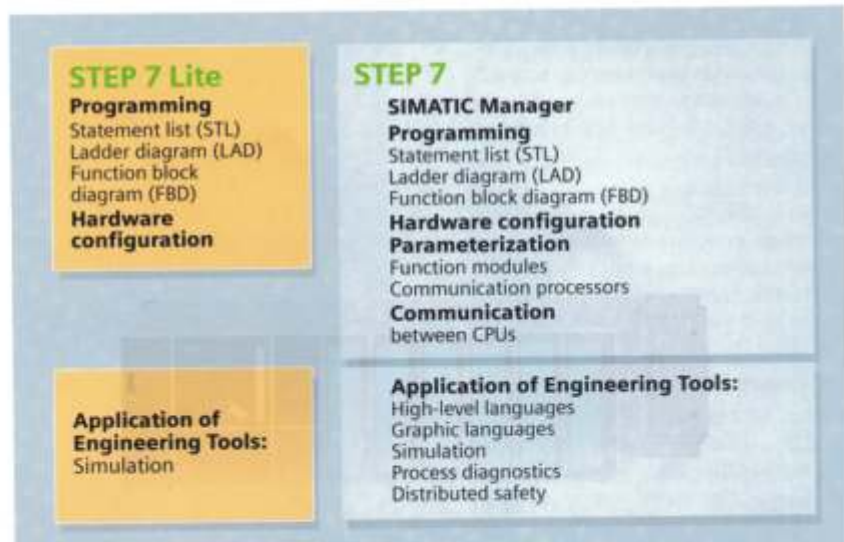 STEP 7 Lite
Programming
Statement list (STL)
Ladder diagram (LAD)
Function block
diagram (FBD)
Hardware
configuration
Application of
Engineering Tools:
Simulation
STEP 7
SIMATIC Manager
Programming
Statement list (STL)
Ladder diagram (LAD)
Function block diagram (FBD)
Hardware configuration
Parameterization
Function modules
Communication processors
Communication
between CPUs
Application of Engineering Tools:
High-level languages
Graphic languages
Simulation
Process diagnostics
Distributed safety